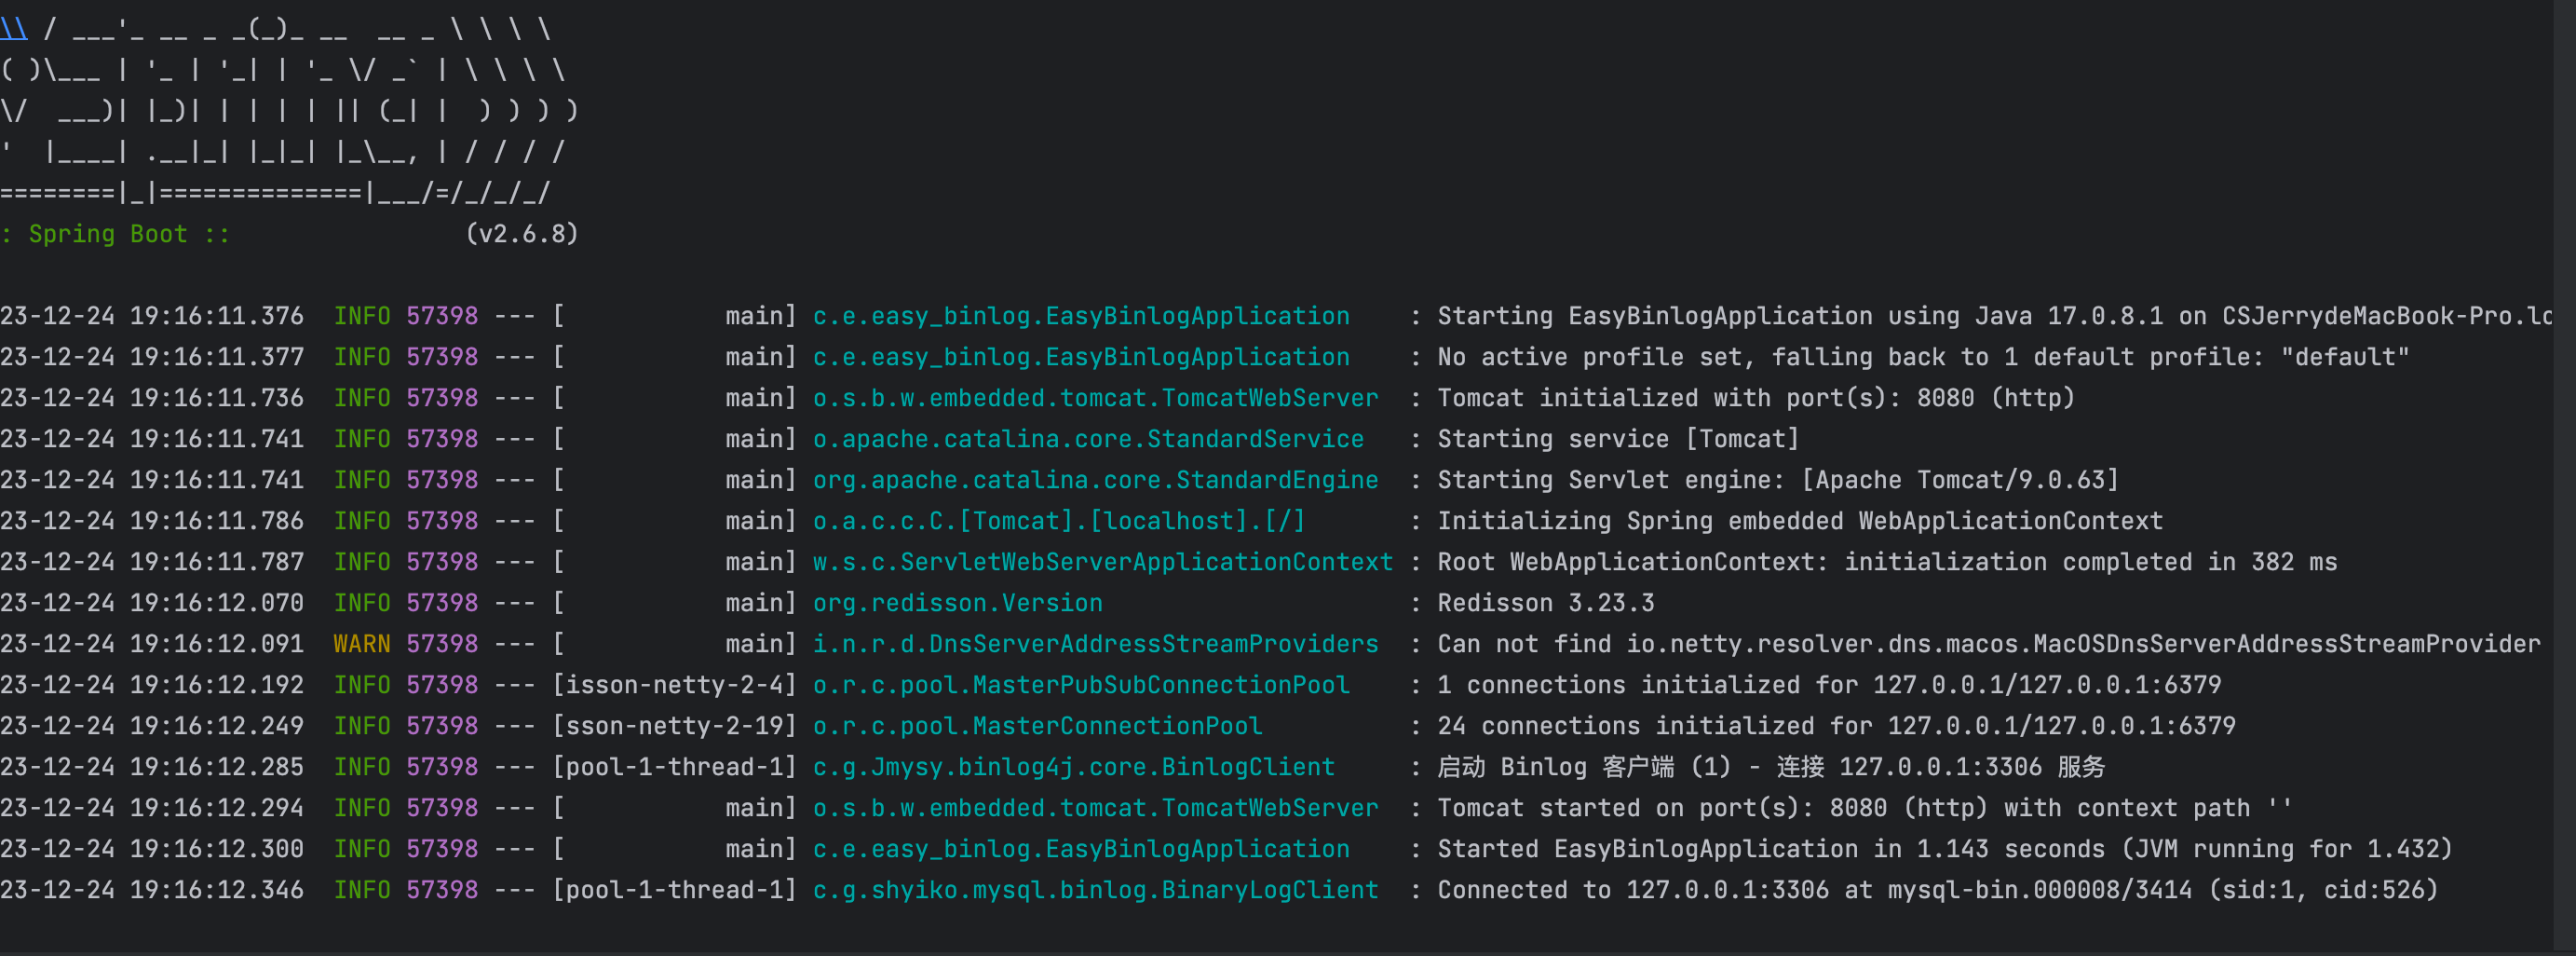 \\ / ___'_ __ _ _(_)_ __  __ _ \ \ \ \
( )\___ | '_ | '_| | '_ \/ _` | \ \ \ \
\/  ___)| |_)| | | | | || (_| |  ) ) ) )
'  |____| .__|_| |_|_| |_\__, | / / / /
========|_|==============|___/=/_/_/_/
: Spring Boot ::                (v2.6.8)
23-12-24 19:16:11.376  INFO 57398 --- [           main] c.e.easy_binlog.EasyBinlogApplication    : Starting EasyBinlogApplication using Java 17.0.8.1 on CSJerrydeMacBook-Pro.lo
23-12-24 19:16:11.377  INFO 57398 --- [           main] c.e.easy_binlog.EasyBinlogApplication    : No active profile set, falling back to 1 default profile: "default"
23-12-24 19:16:11.736  INFO 57398 --- [           main] o.s.b.w.embedded.tomcat.TomcatWebServer  : Tomcat initialized with port(s): 8080 (http)
23-12-24 19:16:11.741  INFO 57398 --- [           main] o.apache.catalina.core.StandardService   : Starting service [Tomcat]
23-12-24 19:16:11.741  INFO 57398 --- [           main] org.apache.catalina.core.StandardEngine  : Starting Servlet engine: [Apache Tomcat/9.0.63]
23-12-24 19:16:11.786  INFO 57398 --- [           main] o.a.c.c.C.[Tomcat].[localhost].[/]       : Initializing Spring embedded WebApplicationContext
23-12-24 19:16:11.787  INFO 57398 --- [           main] w.s.c.ServletWebServerApplicationContext : Root WebApplicationContext: initialization completed in 382 ms
23-12-24 19:16:12.070  INFO 57398 --- [           main] org.redisson.Version                     : Redisson 3.23.3
23-12-24 19:16:12.091  WARN 57398 --- [           main] i.n.r.d.DnsServerAddressStreamProviders  : Can not find io.netty.resolver.dns.macos.MacOSDnsServerAddressStreamProvider
23-12-24 19:16:12.192  INFO 57398 --- [isson-netty-2-4] o.r.c.pool.MasterPubSubConnectionPool    : 1 connections initialized for 127.0.0.1/127.0.0.1:6379
23-12-24 19:16:12.249  INFO 57398 --- [sson-netty-2-19] o.r.c.pool.MasterConnectionPool          : 24 connections initialized for 127.0.0.1/127.0.0.1:6379
23-12-24 19:16:12.285  INFO 57398 --- [pool-1-thread-1] c.g.Jmysy.binlog4j.core.BinlogClient     : 启动 Binlog 客户端 (1) - 连接 127.0.0.1:3306 服务
23-12-24 19:16:12.294  INFO 57398 --- [           main] o.s.b.w.embedded.tomcat.TomcatWebServer  : Tomcat started on port(s): 8080 (http) with context path ''
23-12-24 19:16:12.300  INFO 57398 --- [           main] c.e.easy_binlog.EasyBinlogApplication    : Started EasyBinlogApplication in 1.143 seconds (JVM running for 1.432)
23-12-24 19:16:12.346  INFO 57398 --- [pool-1-thread-1] c.g.shyiko.mysql.binlog.BinaryLogClient  : Connected to 127.0.0.1:3306 at mysql-bin.000008/3414 (sid:1, cid:526)